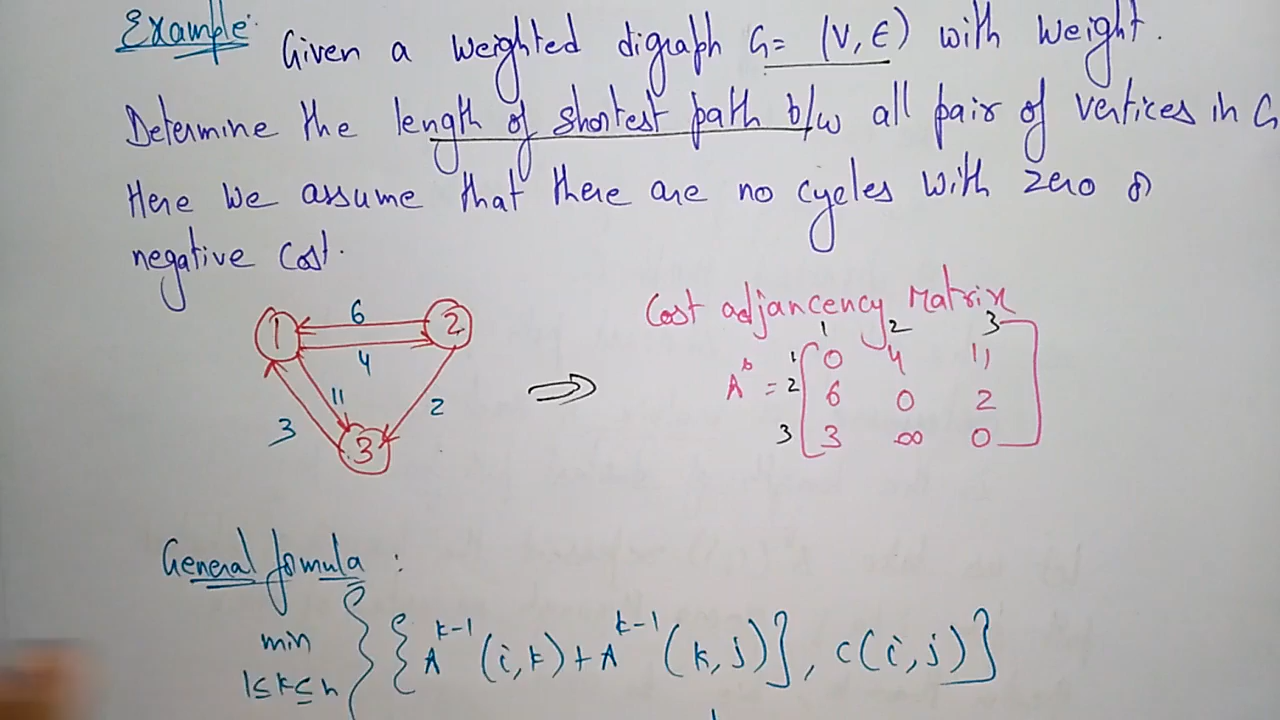 Example:
Given a weighted digraph G = (V, E) with weight.
Determine the length of shortest path b/w all pair of vertices in G
Here we assume that there are no cycles with zero or
negative cost.
6
1 2
4
11
2
3
3
Cost adjancency Matrix
1 2 3
1 0 4 11
A⁰ = 2 6 0 2
3 3 ∞ 0
General formula :
min { { A^{k-1} (i, k) + A^{k-1} (k, j) }, c(i, j) }
1≤k≤n